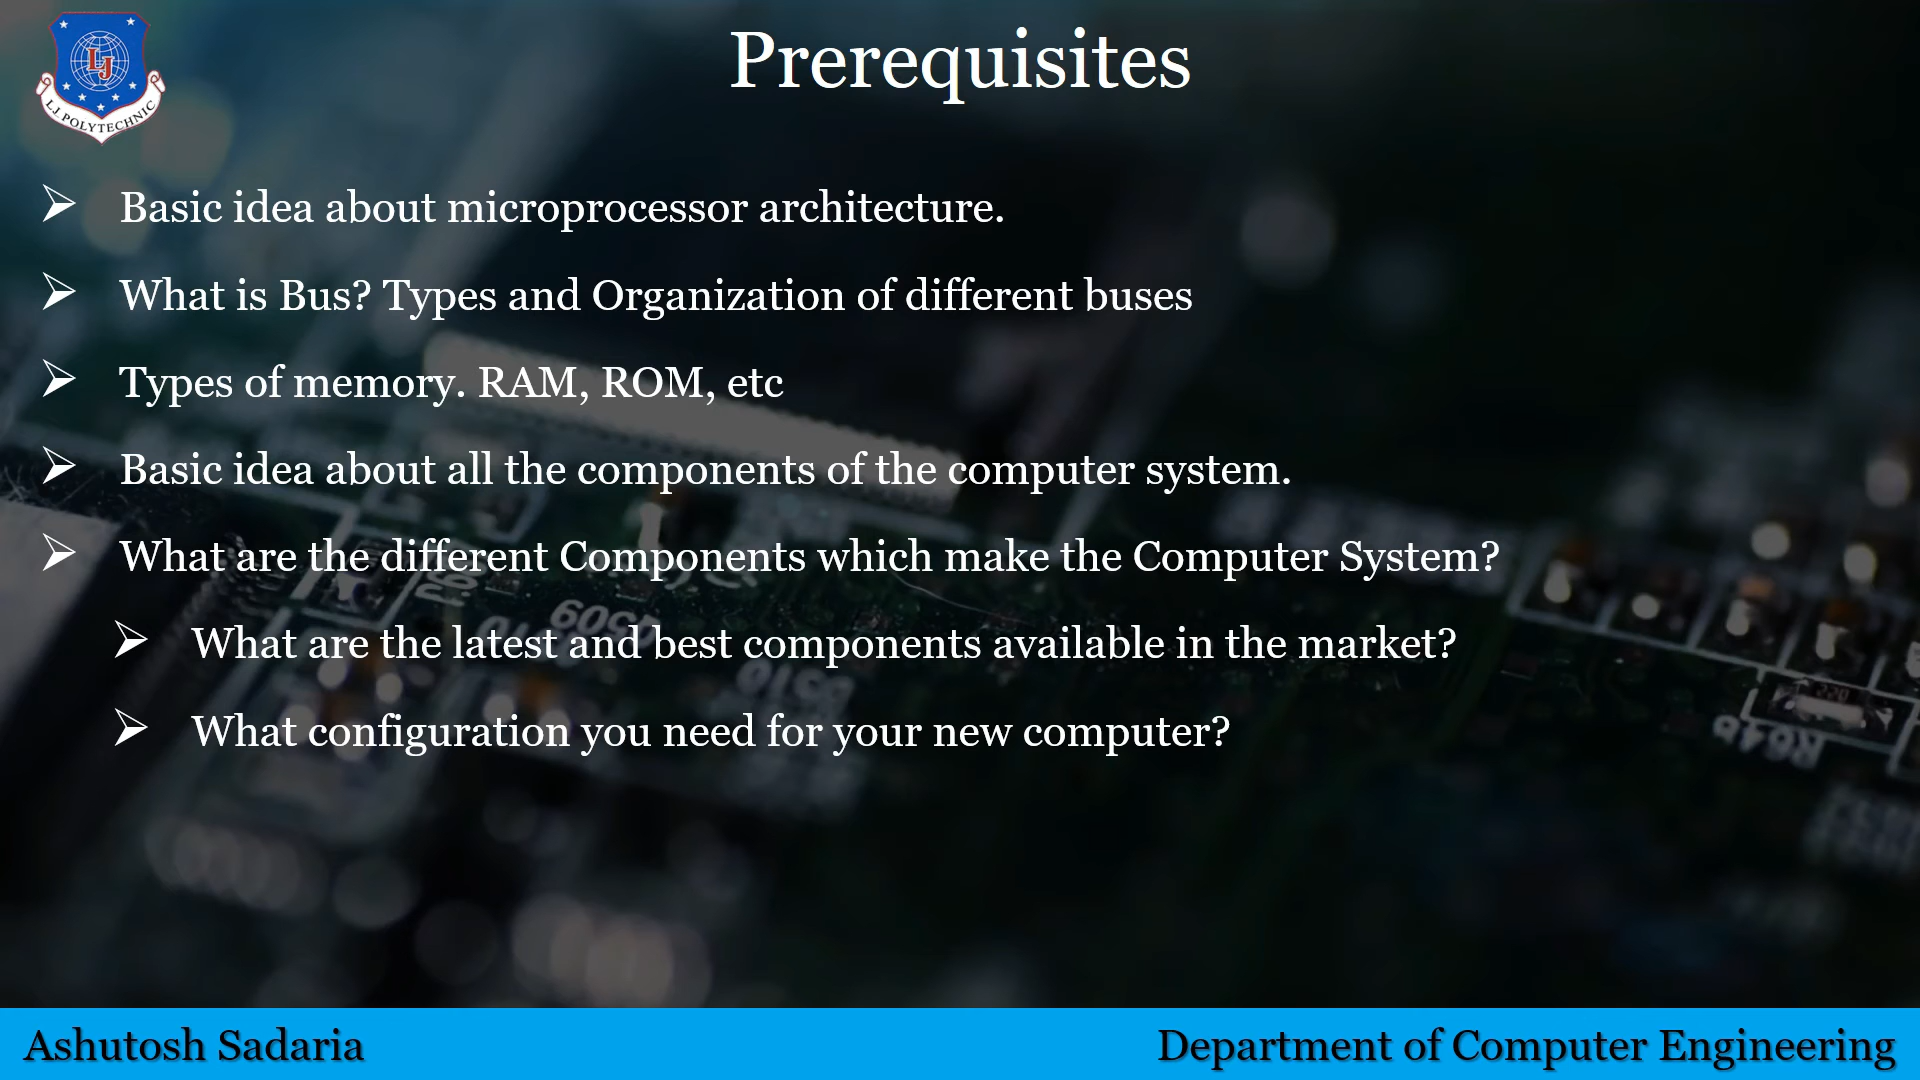 LJ
L.J. POLYTECHNIC
Prerequisites
➢ Basic idea about microprocessor architecture.
➢ What is Bus? Types and Organization of different buses
➢ Types of memory. RAM, ROM, etc
➢ Basic idea about all the components of the computer system.
➢ What are the different Components which make the Computer System?
➢ What are the latest and best components available in the market?
➢ What configuration you need for your new computer?
Ashutosh Sadaria
Department of Computer Engineering